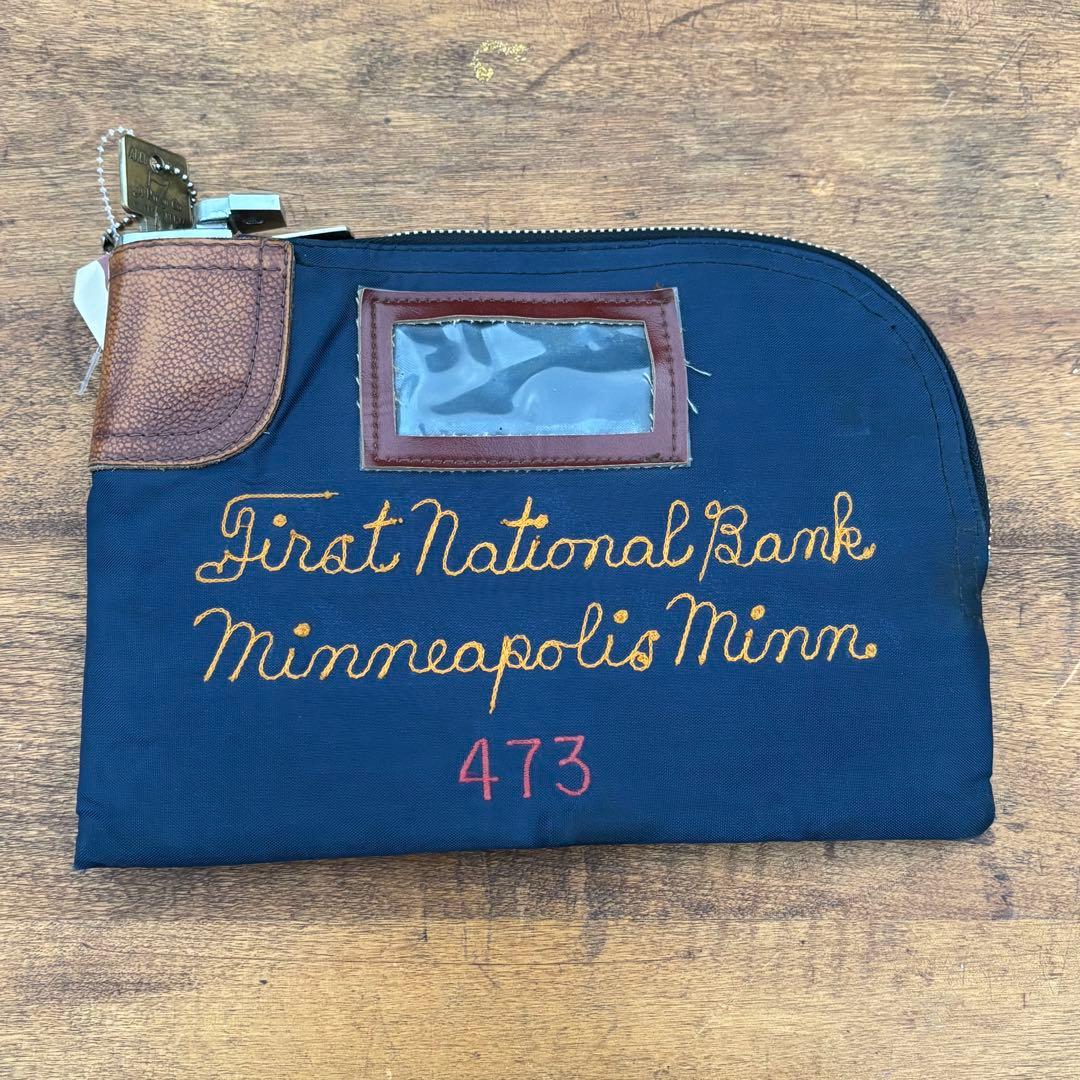 First National Bank
Minneapolis Minn.
473